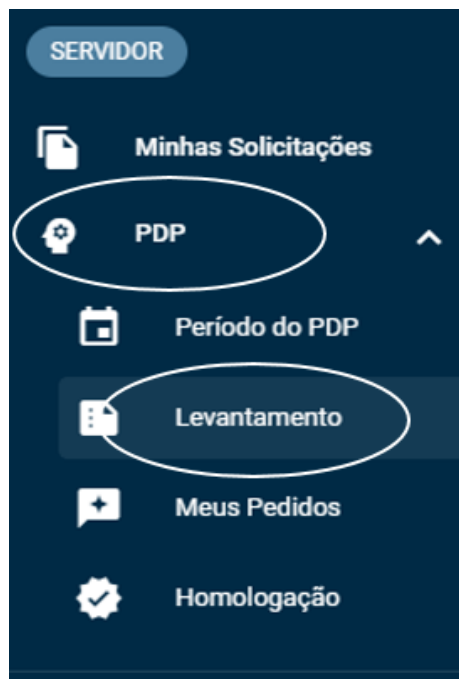 SERVIDOR
Minhas Solicitações
PDP
Período do PDP
Levantamento
Meus Pedidos
Homologação